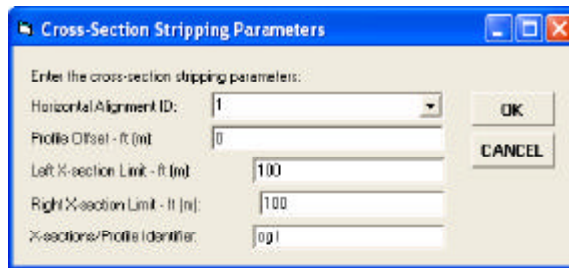 Cross-Section Stripping Parameters
Enter the cross-section stripping parameters:
Horizontal Alignment ID: 1
OK
Profile Offset - ft (m): 0
CANCEL
Left X-section Limit - ft (m): 100
Right X-section Limit - ft (m): 100
X-sections/Profile Identifier: